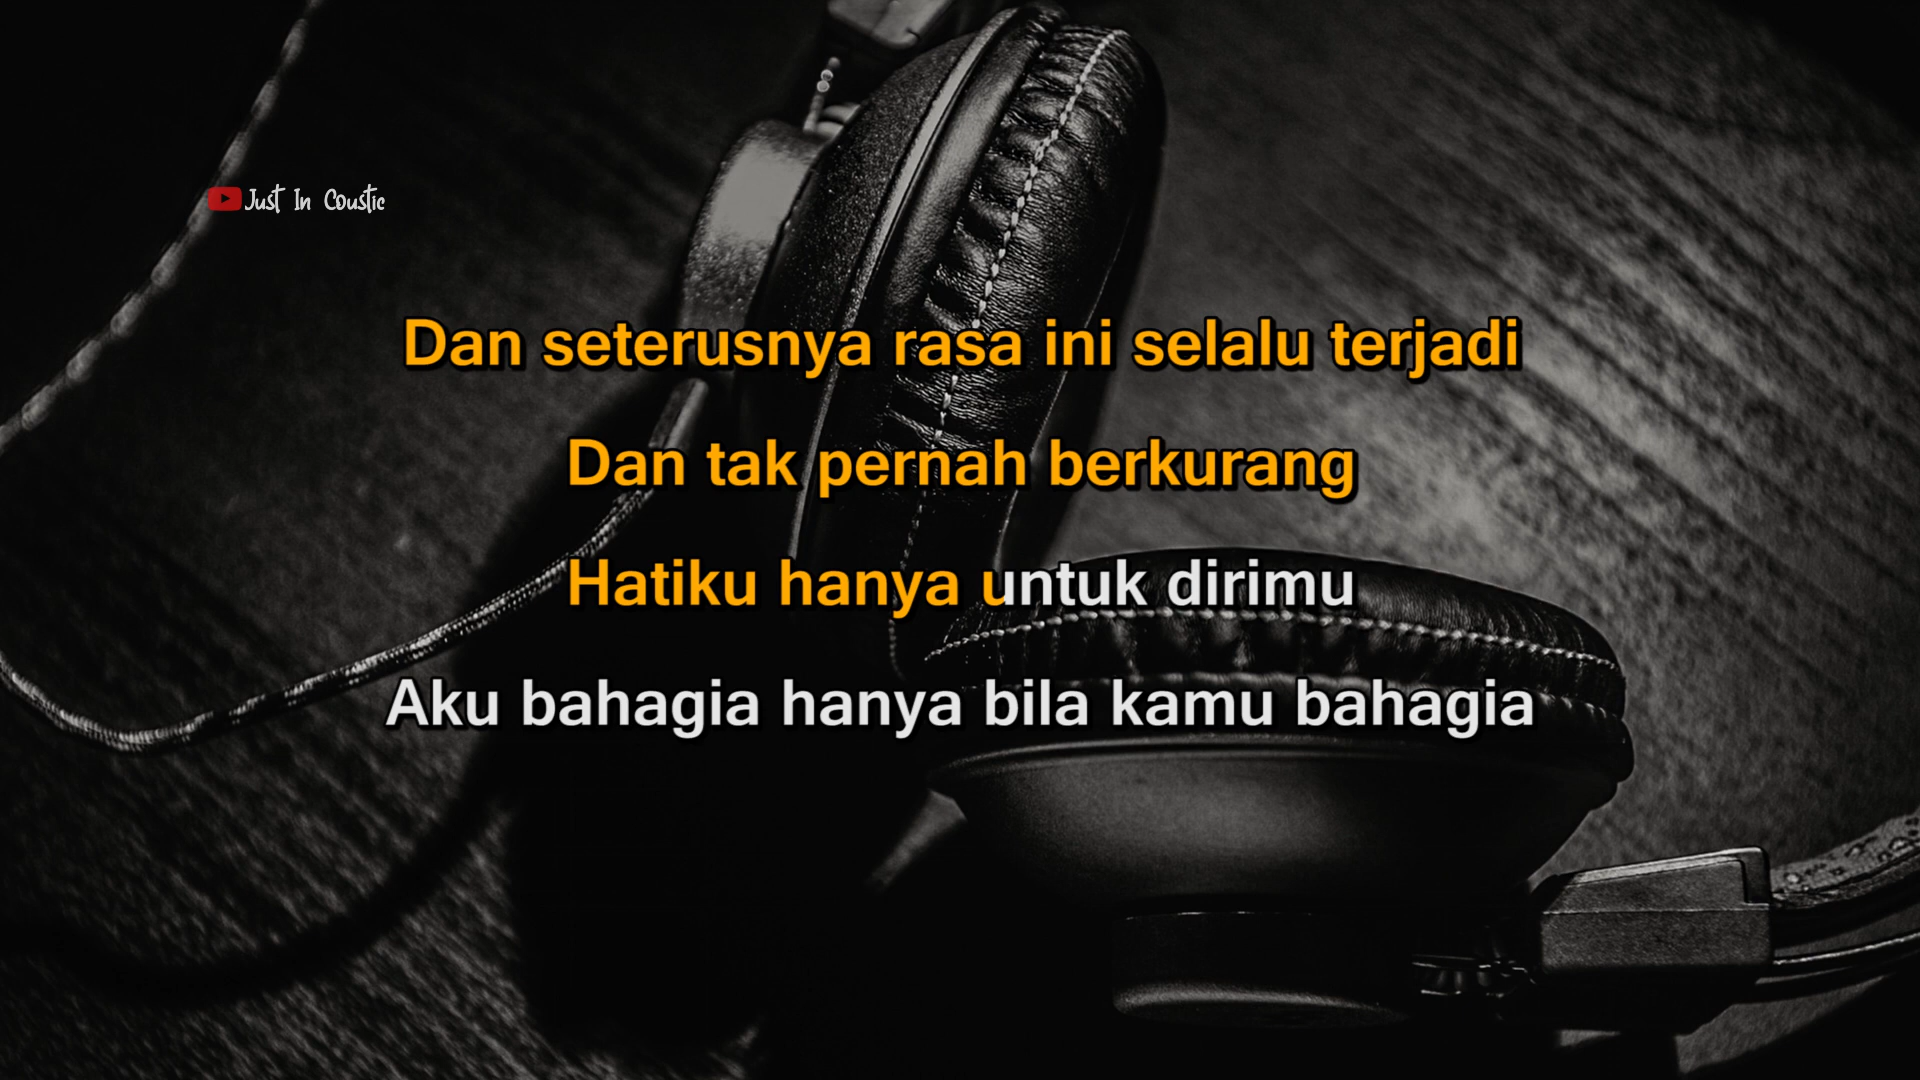 Just In Coustic
Dan seterusnya rasa ini selalu terjadi
Dan tak pernah berkurang
Hatiku hanya untuk dirimu
Aku bahagia hanya bila kamu bahagia